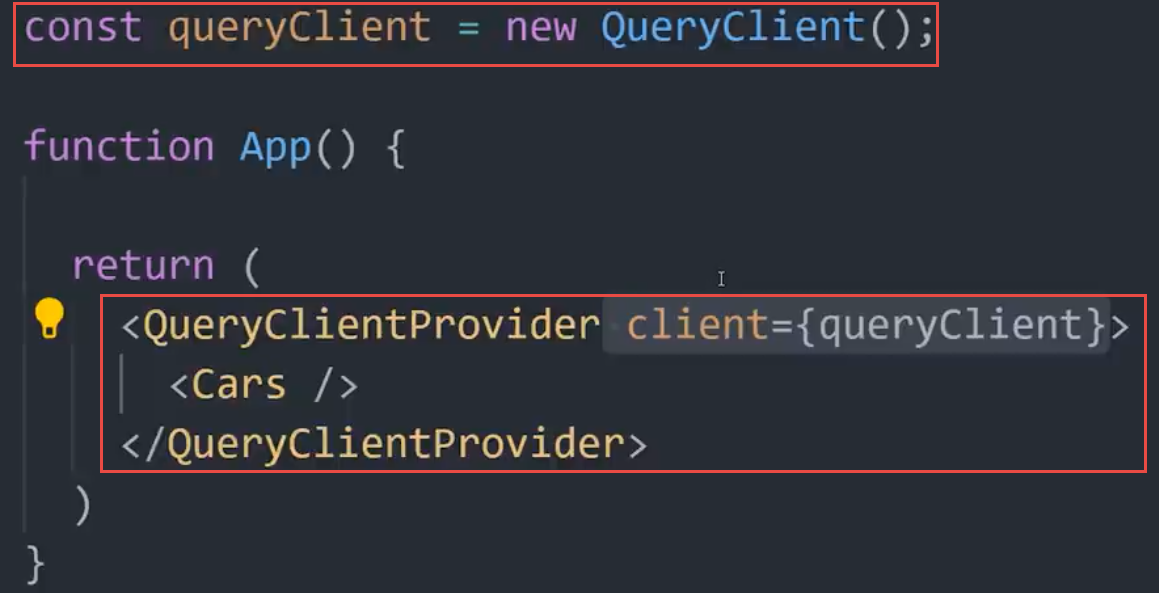 const queryClient = new QueryClient();
function App() {
return (
<QueryClientProvider client={queryClient}>
<Cars />
</QueryClientProvider>
)
}